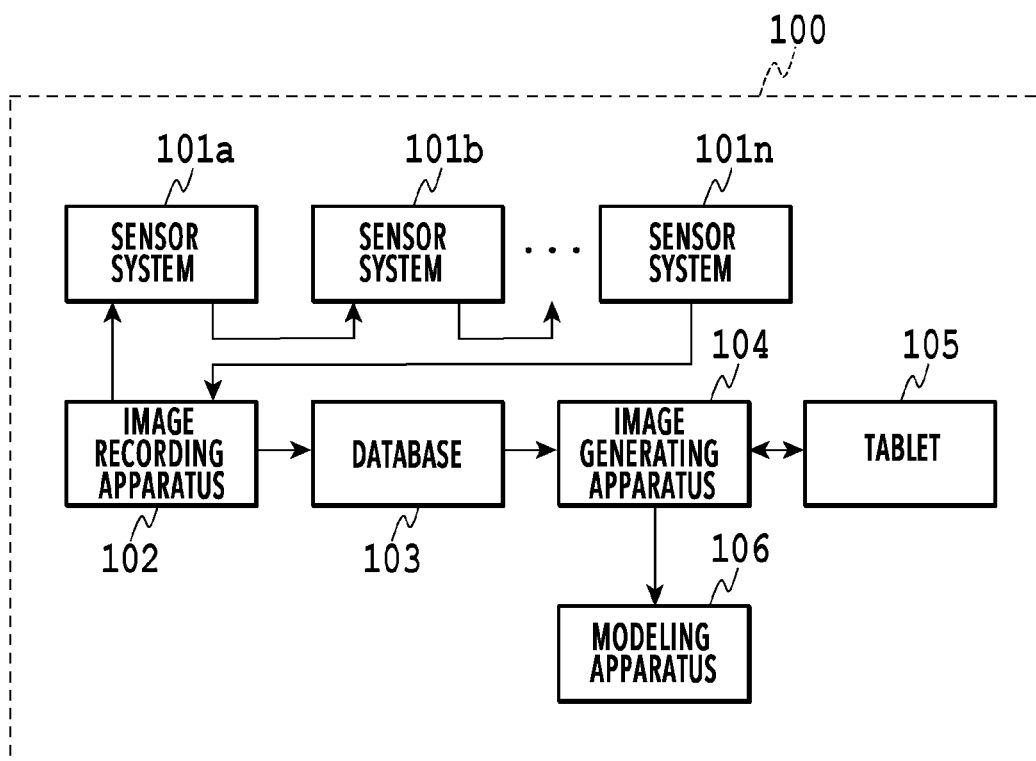 100
101a
101b
101n
SENSOR
SYSTEM
SENSOR
SYSTEM
. . .
SENSOR
SYSTEM
104
105
IMAGE
RECORDING
APPARATUS
DATABASE
IMAGE
GENERATING
APPARATUS
TABLET
102
103
106
MODELING
APPARATUS